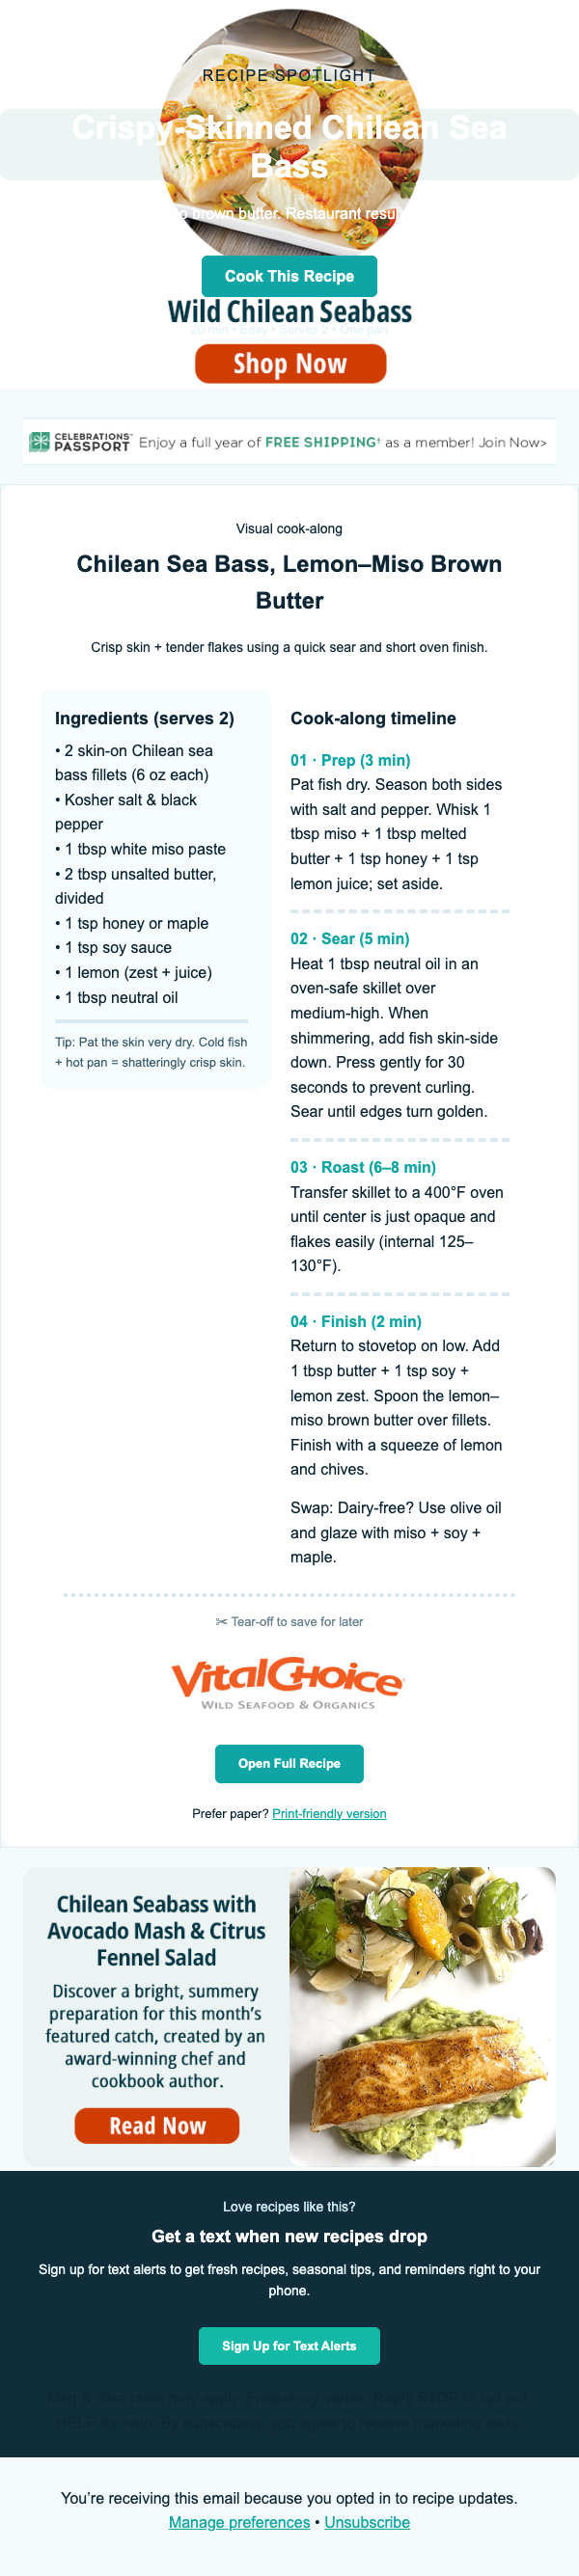 RECIPE SPOTLIGHT
Crispy-Skinned Chilean Sea
Bass
brown butter. Restaurant
Cook This Recipe
Wild Chilean Seabass
20 min • Easy • Serves 2 • One pan
Shop Now
CELEBRATIONS PASSPORT™ Enjoy a full year of FREE SHIPPING† as a member! Join Now>
Visual cook-along
Chilean Sea Bass, Lemon–Miso Brown
Butter
Crisp skin + tender flakes using a quick sear and short oven finish.
Ingredients (serves 2)
• 2 skin-on Chilean sea
bass fillets (6 oz each)
• Kosher salt & black
pepper
• 1 tbsp white miso paste
• 2 tbsp unsalted butter,
divided
• 1 tsp honey or maple
• 1 tsp soy sauce
• 1 lemon (zest + juice)
• 1 tbsp neutral oil
Tip: Pat the skin very dry. Cold fish
+ hot pan = shatteringly crisp skin.
Cook-along timeline
01 · Prep (3 min)
Pat fish dry. Season both sides
with salt and pepper. Whisk 1
tbsp miso + 1 tbsp melted
butter + 1 tsp honey + 1 tsp
lemon juice; set aside.
02 · Sear (5 min)
Heat 1 tbsp neutral oil in an
oven-safe skillet over
medium-high. When
shimmering, add fish skin-side
down. Press gently for 30
seconds to prevent curling.
Sear until edges turn golden.
03 · Roast (6–8 min)
Transfer skillet to a 400°F oven
until center is just opaque and
flakes easily (internal 125–
130°F).
04 · Finish (2 min)
Return to stovetop on low. Add
1 tbsp butter + 1 tsp soy +
lemon zest. Spoon the lemon–
miso brown butter over fillets.
Finish with a squeeze of lemon
and chives.
Swap: Dairy-free? Use olive oil
and glaze with miso + soy +
maple.
✂ Tear-off to save for later
VitalChoice
WILD SEAFOOD & ORGANICS
Open Full Recipe
Prefer paper? Print-friendly version
Chilean Seabass with
Avocado Mash & Citrus
Fennel Salad
Discover a bright, summery
preparation for this month's
featured catch, created by an
award-winning chef and
cookbook author.
Read Now
Love recipes like this?
Get a text when new recipes drop
Sign up for text alerts to get fresh recipes, seasonal tips, and reminders right to your
phone.
Sign Up for Text Alerts
Msg & data rates may apply. Frequency varies. Reply STOP to opt out,
HELP for help. By subscribing, you agree to receive marketing texts.
You’re receiving this email because you opted in to recipe updates.
Manage preferences • Unsubscribe